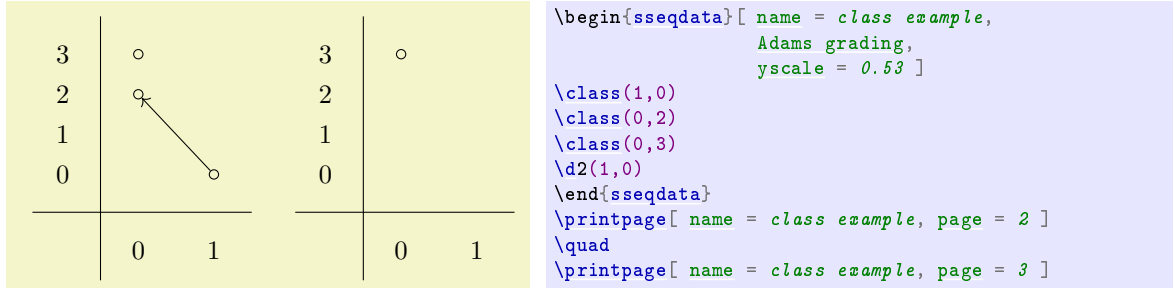 3
2
1
0
0 1
3
2
1
0
0 1
\begin{sseqdata}[ name = class example,
Adams grading,
yscale = 0.53 ]
\class(1,0)
\class(0,2)
\class(0,3)
\d2(1,0)
\end{sseqdata}
\printpage[ name = class example, page = 2 ]
\quad
\printpage[ name = class example, page = 3 ]